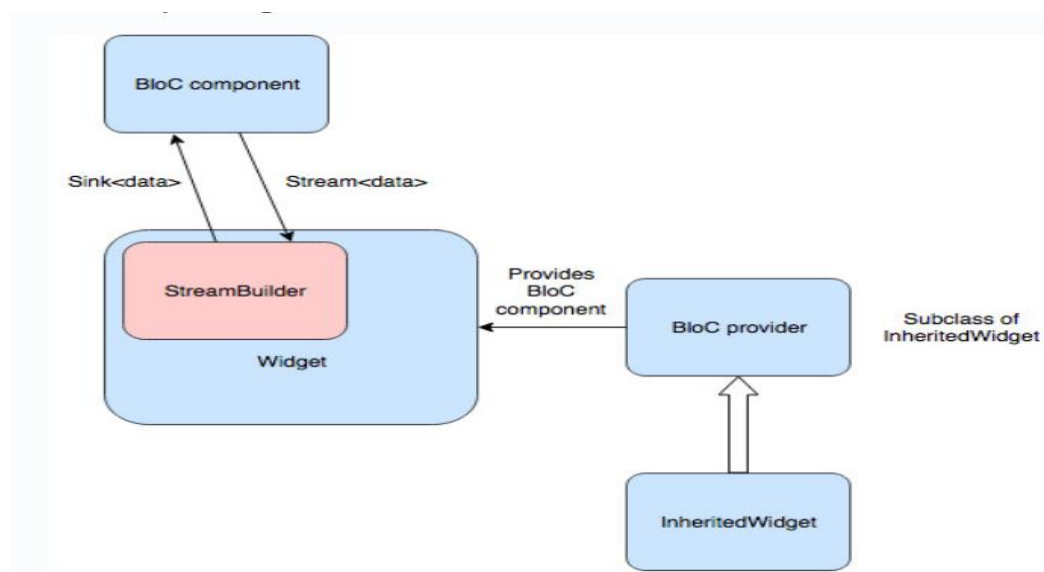 BloC component
Sink<data>
Stream<data>
StreamBuilder
Widget
Provides
BloC
component
BloC provider
Subclass of
InheritedWidget
InheritedWidget